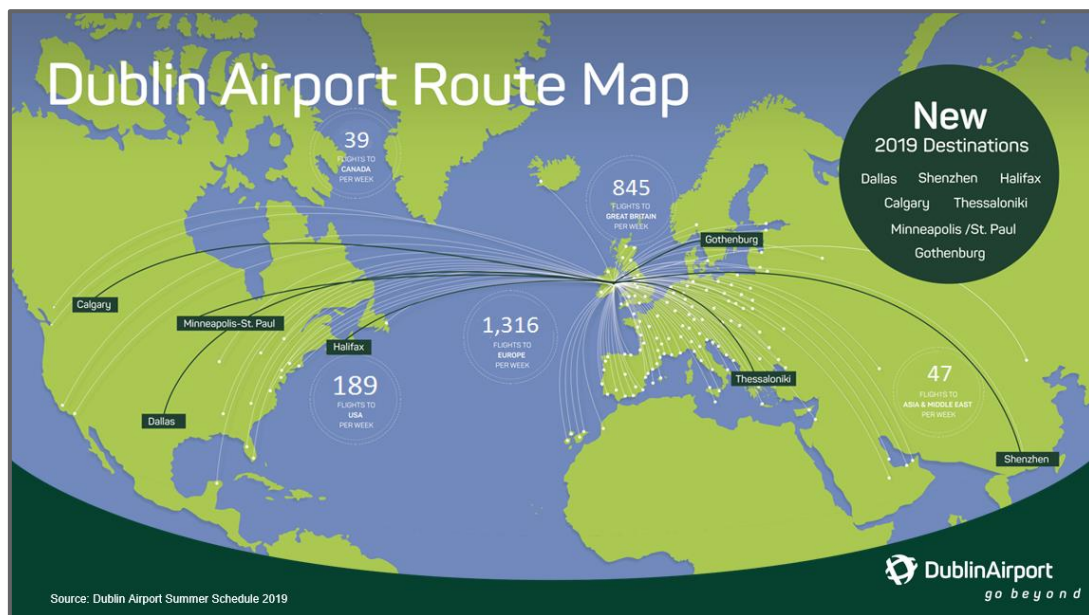 Dublin Airport Route Map
New
2019 Destinations
Dallas Shenzhen Halifax
Calgary Thessaloniki
Minneapolis /St. Paul
Gothenburg
39
FLIGHTS TO
CANADA
PER WEEK
845
FLIGHTS TO
GREAT BRITAIN
PER WEEK
Gothenburg
Calgary
Minneapolis-St. Paul
Halifax
1,316
FLIGHTS TO
EUROPE
PER WEEK
189
FLIGHTS TO
USA
PER WEEK
Thessaloniki
47
FLIGHTS TO
ASIA & MIDDLE EAST
PER WEEK
Dallas
Shenzhen
DublinAirport
go beyond
Source: Dublin Airport Summer Schedule 2019